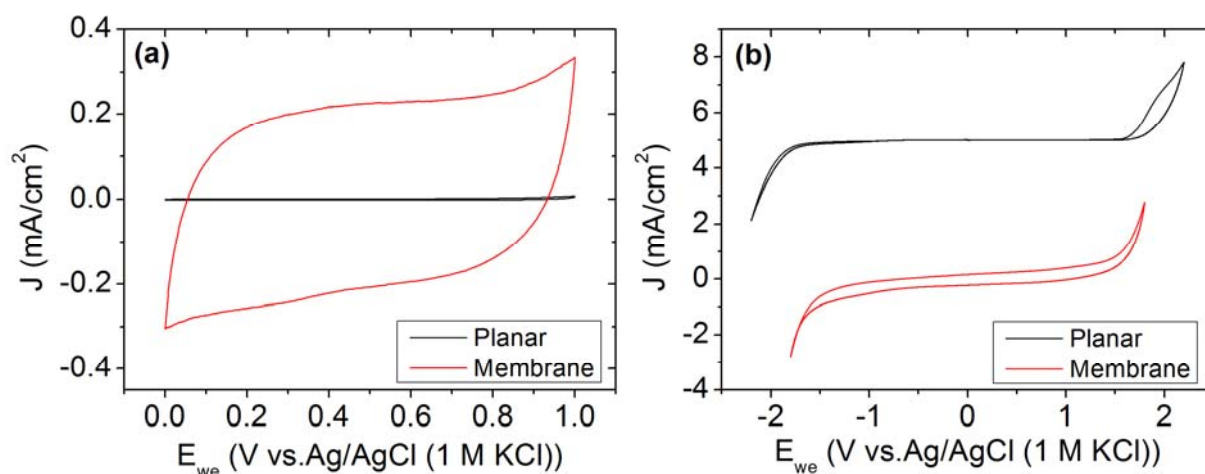 (a)
J (mA/cm²)
0.4
0.2
0.0
-0.2
-0.4
Planar
Membrane
0.0 0.2 0.4 0.6 0.8 1.0
E_we (V vs.Ag/AgCl (1 M KCl))
(b)
J (mA/cm²)
8
6
4
2
0
-2
-4
Planar
Membrane
-2 -1 0 1 2
E_we (V vs.Ag/AgCl (1 M KCl))